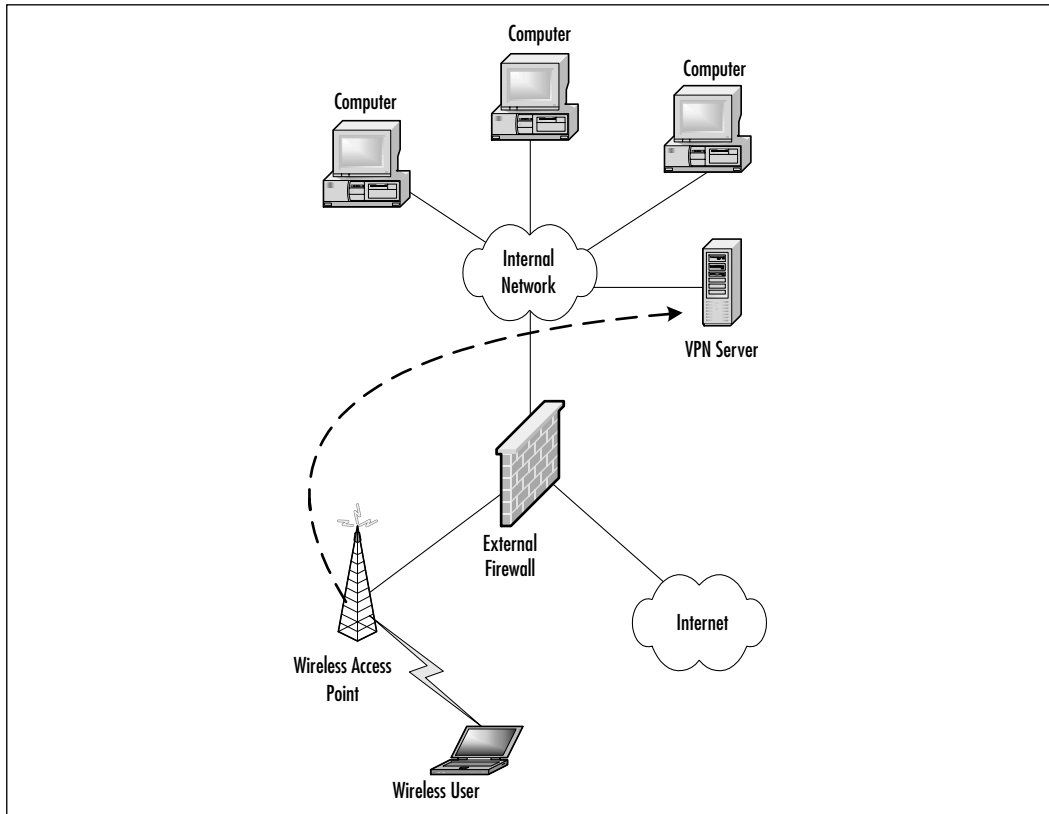 Computer
Computer
Computer
Internal
Network
VPN Server
External
Firewall
Internet
Wireless Access
Point
Wireless User